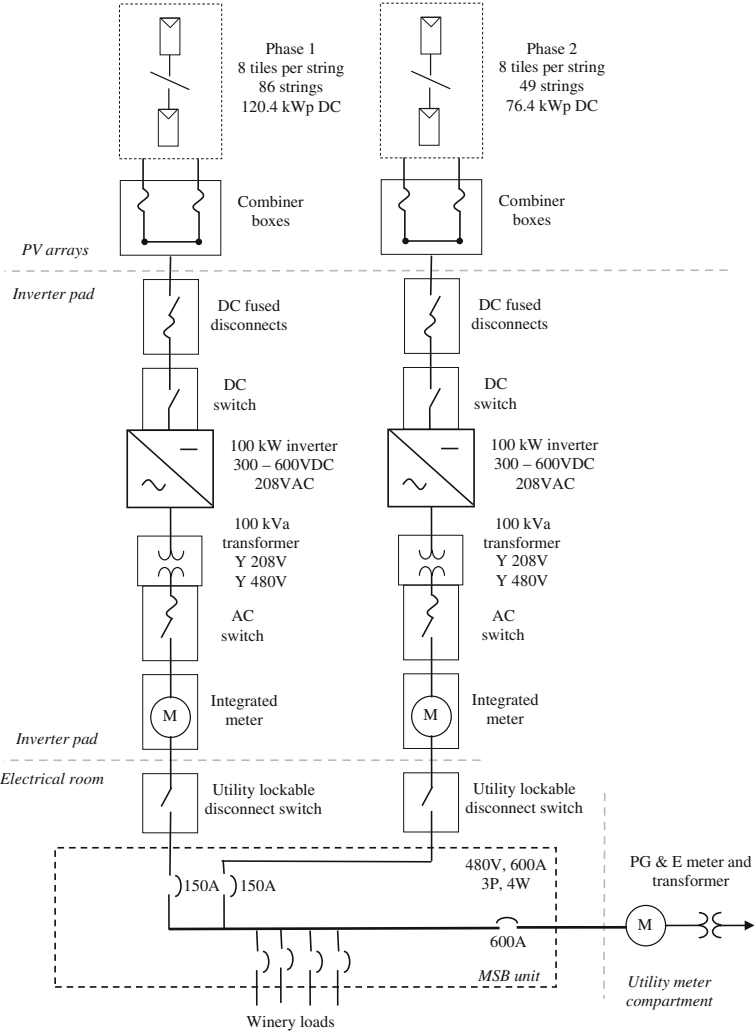 Phase 1
8 tiles per string
86 strings
120.4 kWp DC
Phase 2
8 tiles per string
49 strings
76.4 kWp DC
Combiner
boxes
Combiner
boxes
PV arrays
Inverter pad
DC fused
disconnects
DC fused
disconnects
DC
switch
DC
switch
100 kW inverter
300 – 600VDC
208VAC
100 kW inverter
300 – 600VDC
208VAC
100 kVa
transformer
Y 208V
Y 480V
100 kVa
transformer
Y 208V
Y 480V
AC
switch
AC
switch
M
Integrated
meter
M
Integrated
meter
Inverter pad
Electrical room
Utility lockable
disconnect switch
Utility lockable
disconnect switch
480V, 600A
3P, 4W
150A
150A
600A
MSB unit
PG & E meter and
transformer
M
Utility meter
compartment
Winery loads